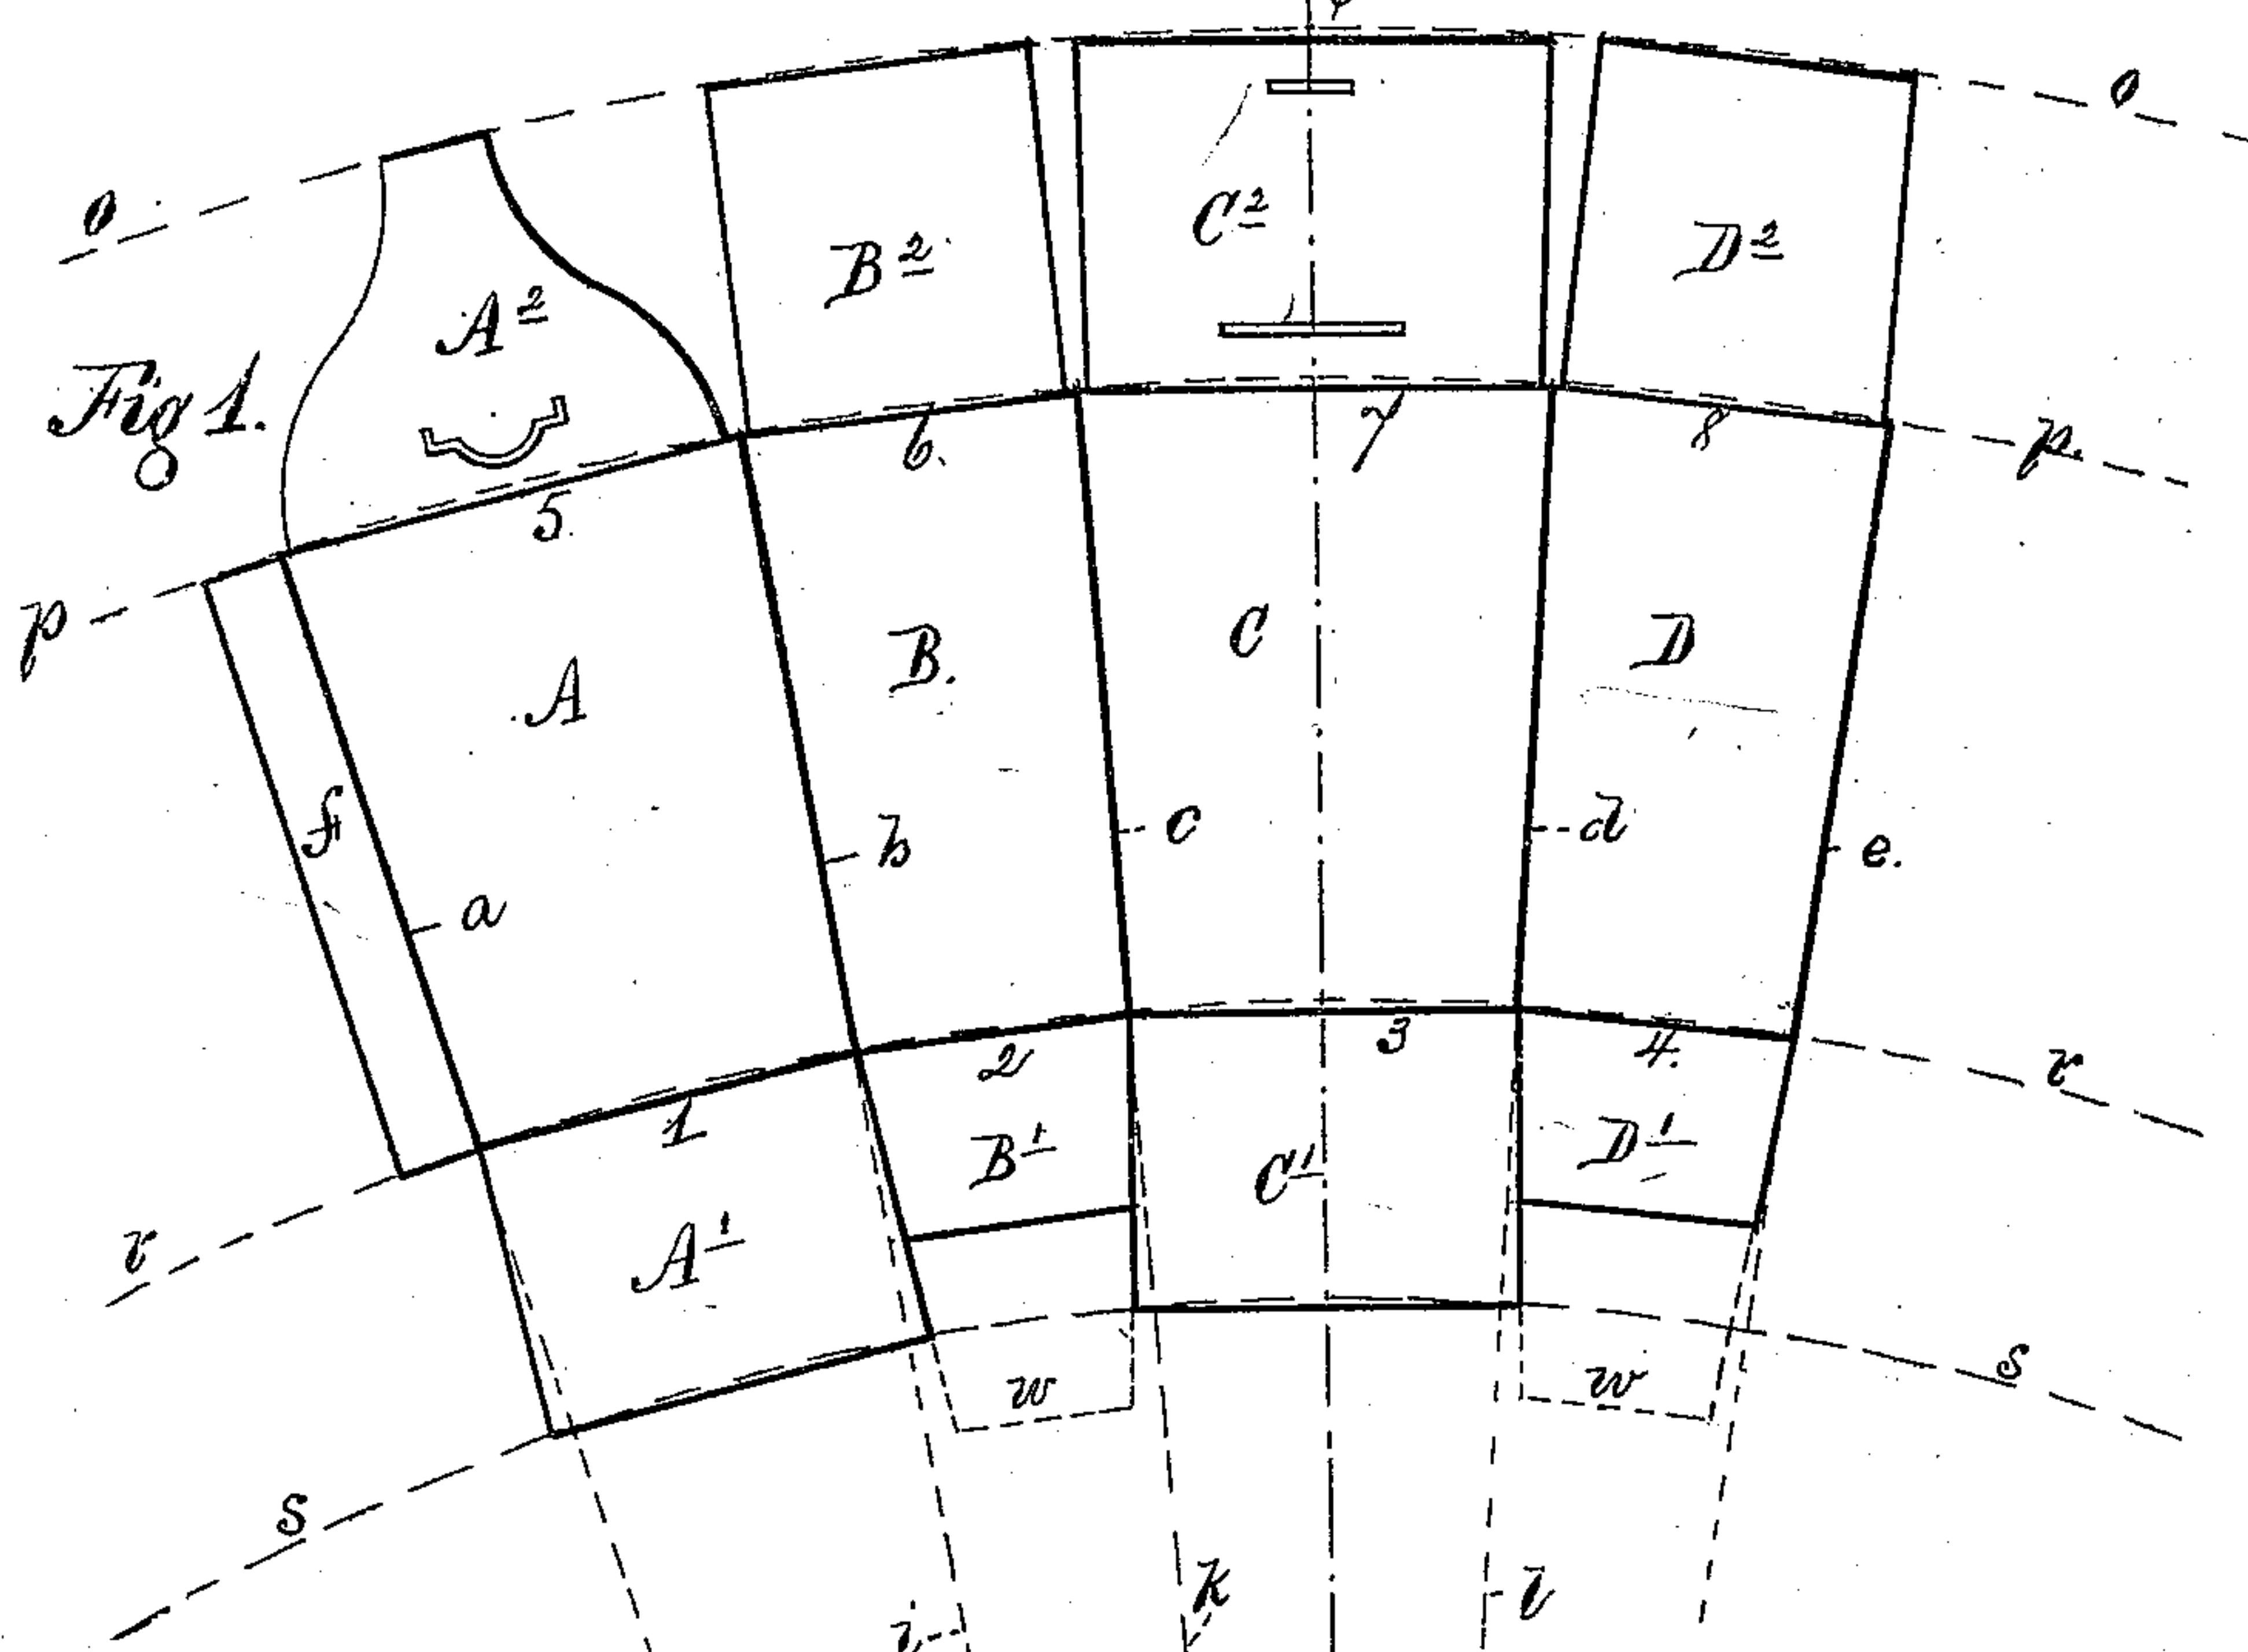 o
o
C2
D2
B2
A2
Fig 1.
6.
7
8
p.
5.
p
A
B.
C
D
f
a
b
c
d
e.
1
2
3
4.
r
r
A1
B1
C1
D1
w
w
s
s
i
k
l